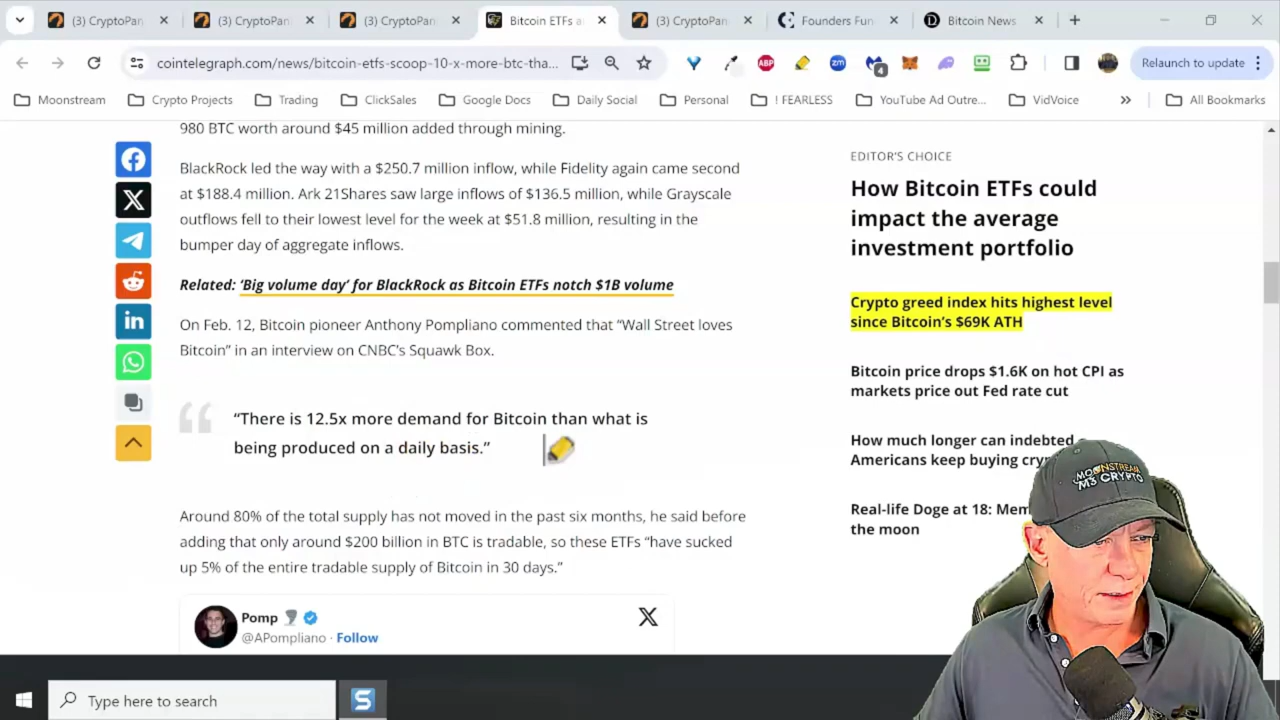 (3) CryptoPan
(3) CryptoPan
(3) CryptoPan
Bitcoin ETFs a
(3) CryptoPan
Founders Fun
Bitcoin News
cointelegraph.com/news/bitcoin-etfs-scoop-10-x-more-btc-tha...
ABP
zm
4
Relaunch to update
Moonstream
Crypto Projects
Trading
ClickSales
Google Docs
Daily Social
Personal
! FEARLESS
YouTube Ad Outre...
VidVoice
All Bookmarks
980 BTC worth around $45 million added through mining.
BlackRock led the way with a $250.7 million inflow, while Fidelity again came second
at $188.4 million. Ark 21Shares saw large inflows of $136.5 million, while Grayscale
outflows fell to their lowest level for the week at $51.8 million, resulting in the
bumper day of aggregate inflows.
Related: ‘Big volume day’ for BlackRock as Bitcoin ETFs notch $1B volume
On Feb. 12, Bitcoin pioneer Anthony Pompliano commented that “Wall Street loves
Bitcoin” in an interview on CNBC’s Squawk Box.
“There is 12.5x more demand for Bitcoin than what is
being produced on a daily basis.”
Around 80% of the total supply has not moved in the past six months, he said before
adding that only around $200 billion in BTC is tradable, so these ETFs “have sucked
up 5% of the entire tradable supply of Bitcoin in 30 days.”
Pomp
@APompliano · Follow
EDITOR’S CHOICE
How Bitcoin ETFs could
impact the average
investment portfolio
Crypto greed index hits highest level
since Bitcoin’s $69K ATH
Bitcoin price drops $1.6K on hot CPI as
markets price out Fed rate cut
How much longer can indebted
Americans keep buying cry
Real-life Doge at 18: Mem
the moon
MOONSTREAM
M3 CRYPTO
Type here to search